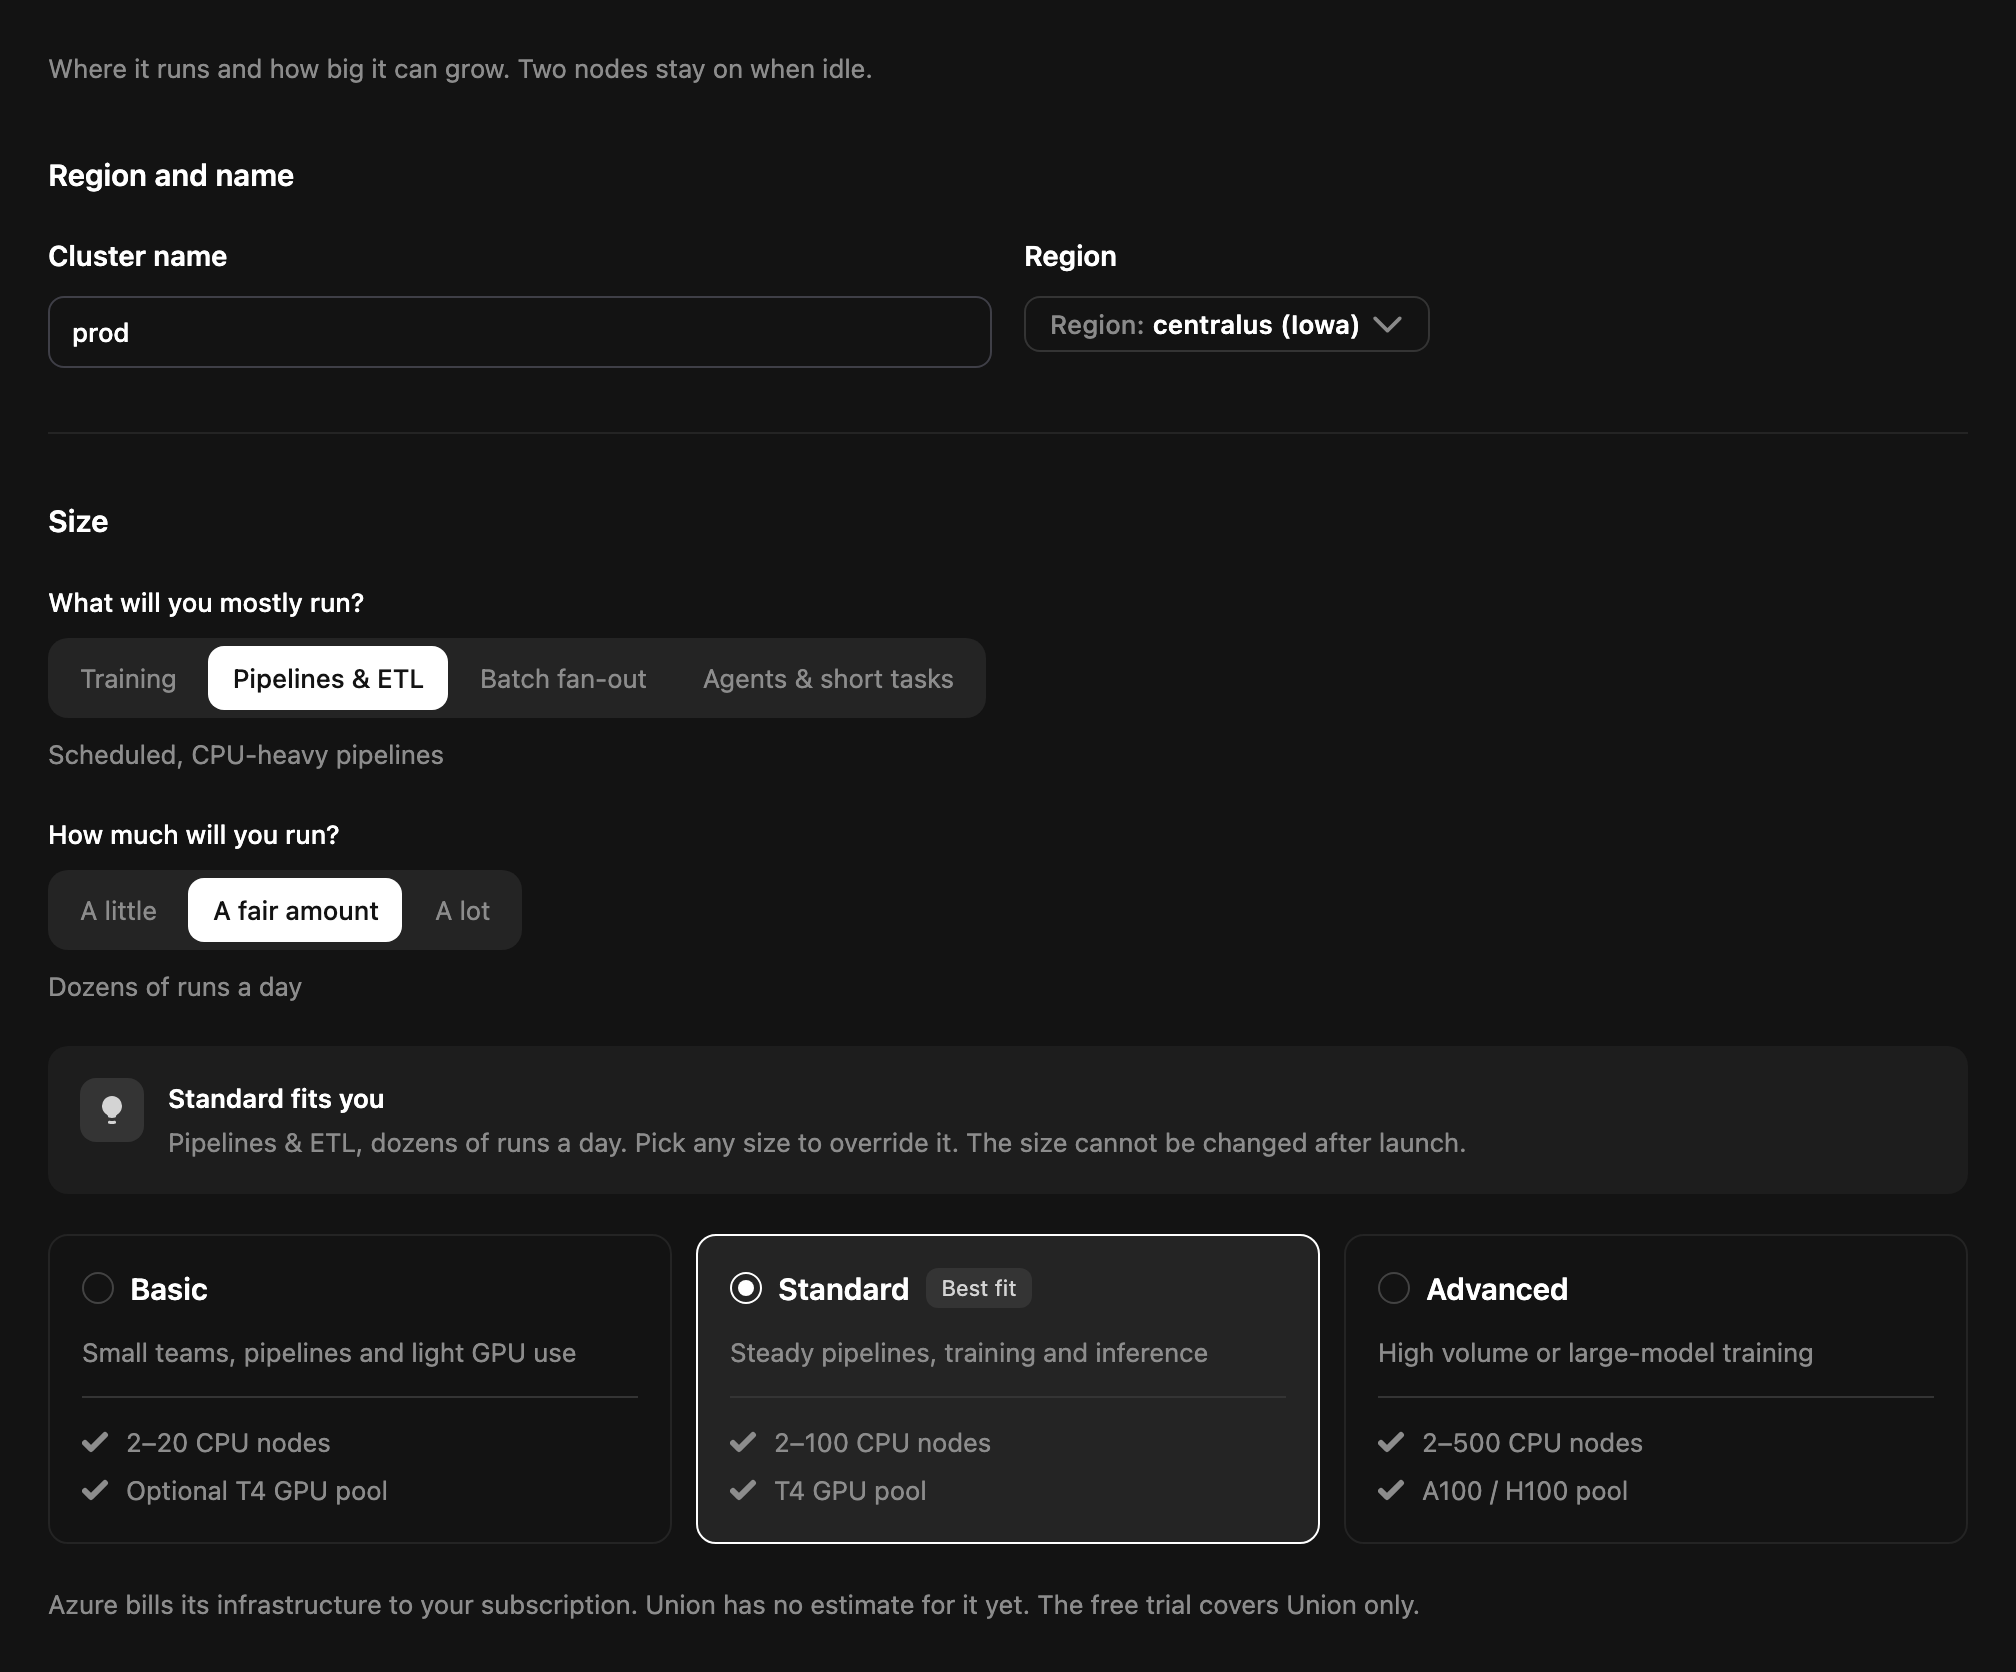 Where it runs and how big it can grow. Two nodes stay on when idle.
Region and name
Cluster name
Region
prod
Region: centralus (Iowa)
Size
What will you mostly run?
Training
Pipelines & ETL
Batch fan-out
Agents & short tasks
Scheduled, CPU-heavy pipelines
How much will you run?
A little
A fair amount
A lot
Dozens of runs a day
Standard fits you
Pipelines & ETL, dozens of runs a day. Pick any size to override it. The size cannot be changed after launch.
Basic
Small teams, pipelines and light GPU use
2–20 CPU nodes
Optional T4 GPU pool
Standard
Best fit
Steady pipelines, training and inference
2–100 CPU nodes
T4 GPU pool
Advanced
High volume or large-model training
2–500 CPU nodes
A100 / H100 pool
Azure bills its infrastructure to your subscription. Union has no estimate for it yet. The free trial covers Union only.